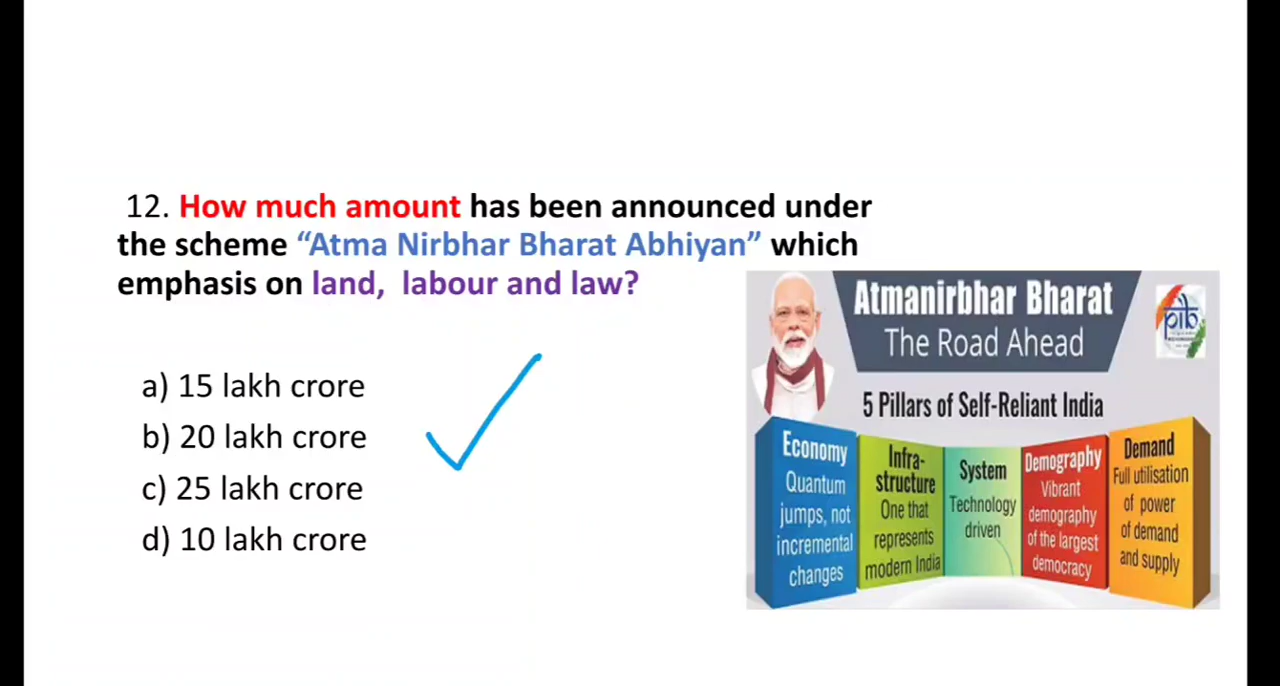 12. How much amount has been announced under
the scheme “Atma Nirbhar Bharat Abhiyan” which
emphasis on land,  labour and law?
a) 15 lakh crore
b) 20 lakh crore
c) 25 lakh crore
d) 10 lakh crore
Atmanirbhar Bharat
The Road Ahead
pib
5 Pillars of Self-Reliant India
Economy
Quantum
jumps, not
incremental
changes
Infra-
structure
One that
represents
modern India
System
Technology
driven
Demography
Vibrant
demography
of the largest
democracy
Demand
Full utilisation
of power
of demand
and supply